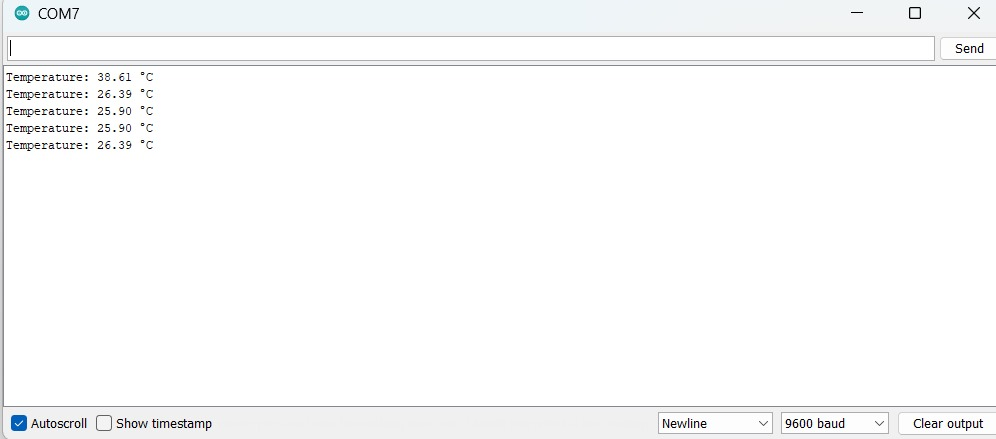 COM7
Send
Temperature: 38.61 °C
Temperature: 26.39 °C
Temperature: 25.90 °C
Temperature: 25.90 °C
Temperature: 26.39 °C
Autoscroll Show timestamp Newline 9600 baud Clear output